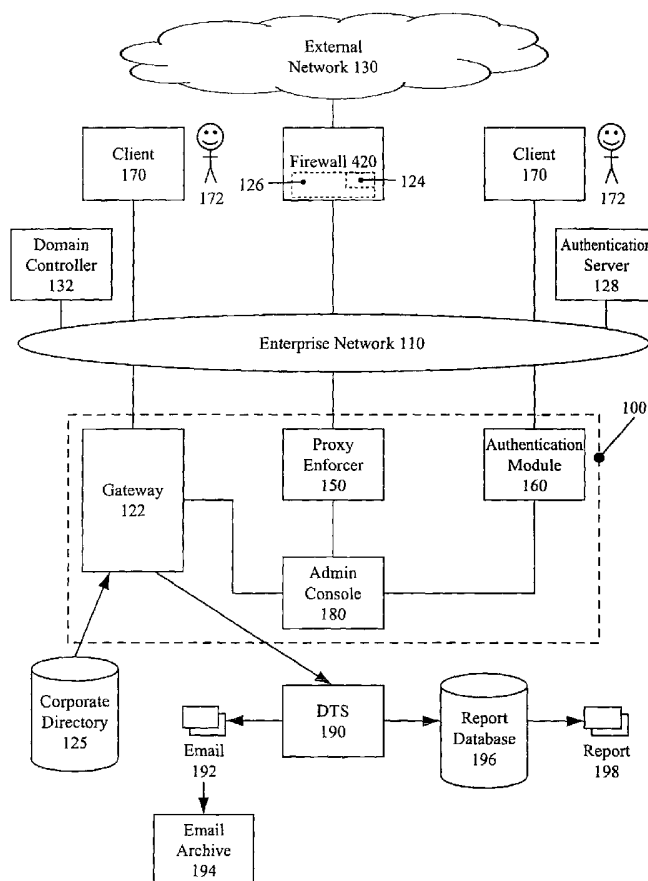 External
Network 130
Client
170
172
Firewall 420
126
124
Client
170
172
Domain
Controller
132
Authentication
Server
128
Enterprise Network 110
100
Gateway
122
Proxy
Enforcer
150
Authentication
Module
160
Admin
Console
180
Corporate
Directory
125
Email
192
DTS
190
Report
Database
196
Report
198
Email
Archive
194